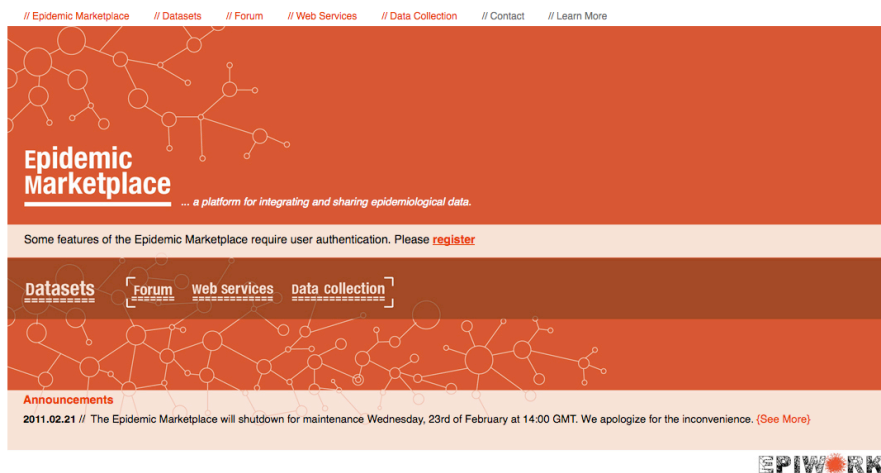 // Epidemic Marketplace // Datasets // Forum // Web Services // Data Collection // Contact // Learn More
Epidemic
Marketplace
... a platform for integrating and sharing epidemiological data.
Some features of the Epidemic Marketplace require user authentication. Please register
Datasets Forum Web services Data collection
Announcements
2011.02.21 // The Epidemic Marketplace will shutdown for maintenance Wednesday, 23rd of February at 14:00 GMT. We apologize for the inconvenience. {See More}
EPIWORK